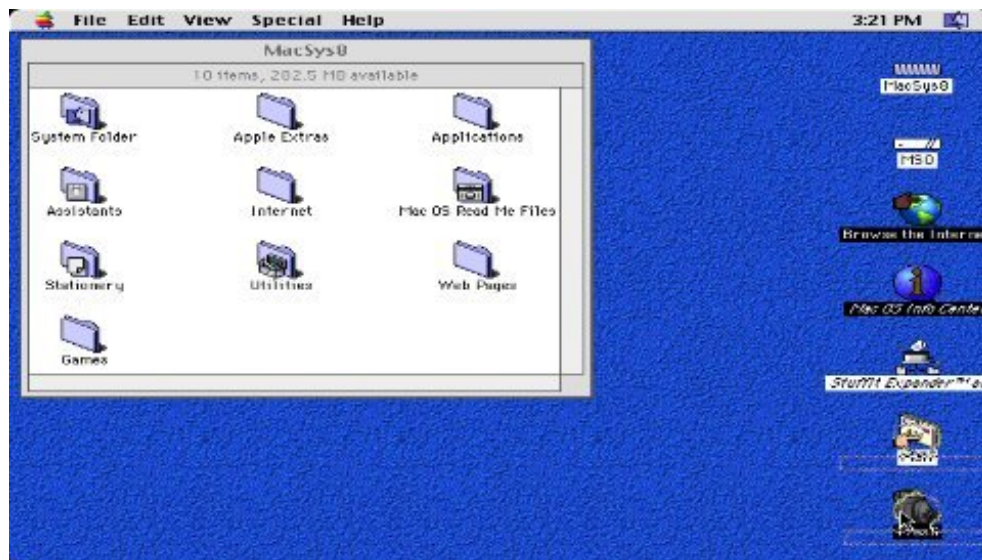 File Edit View Special Help 3:21 PM
MacSys8
10 items, 282.5 MB available
System Folder Apple Extras Applications
Assistants Internet Mac OS Read Me Files
Stationery Utilities Web Pages
Games
MacSys8
Browse the Interne
Mac OS Info Cente
StuffIt Expander™
Mail